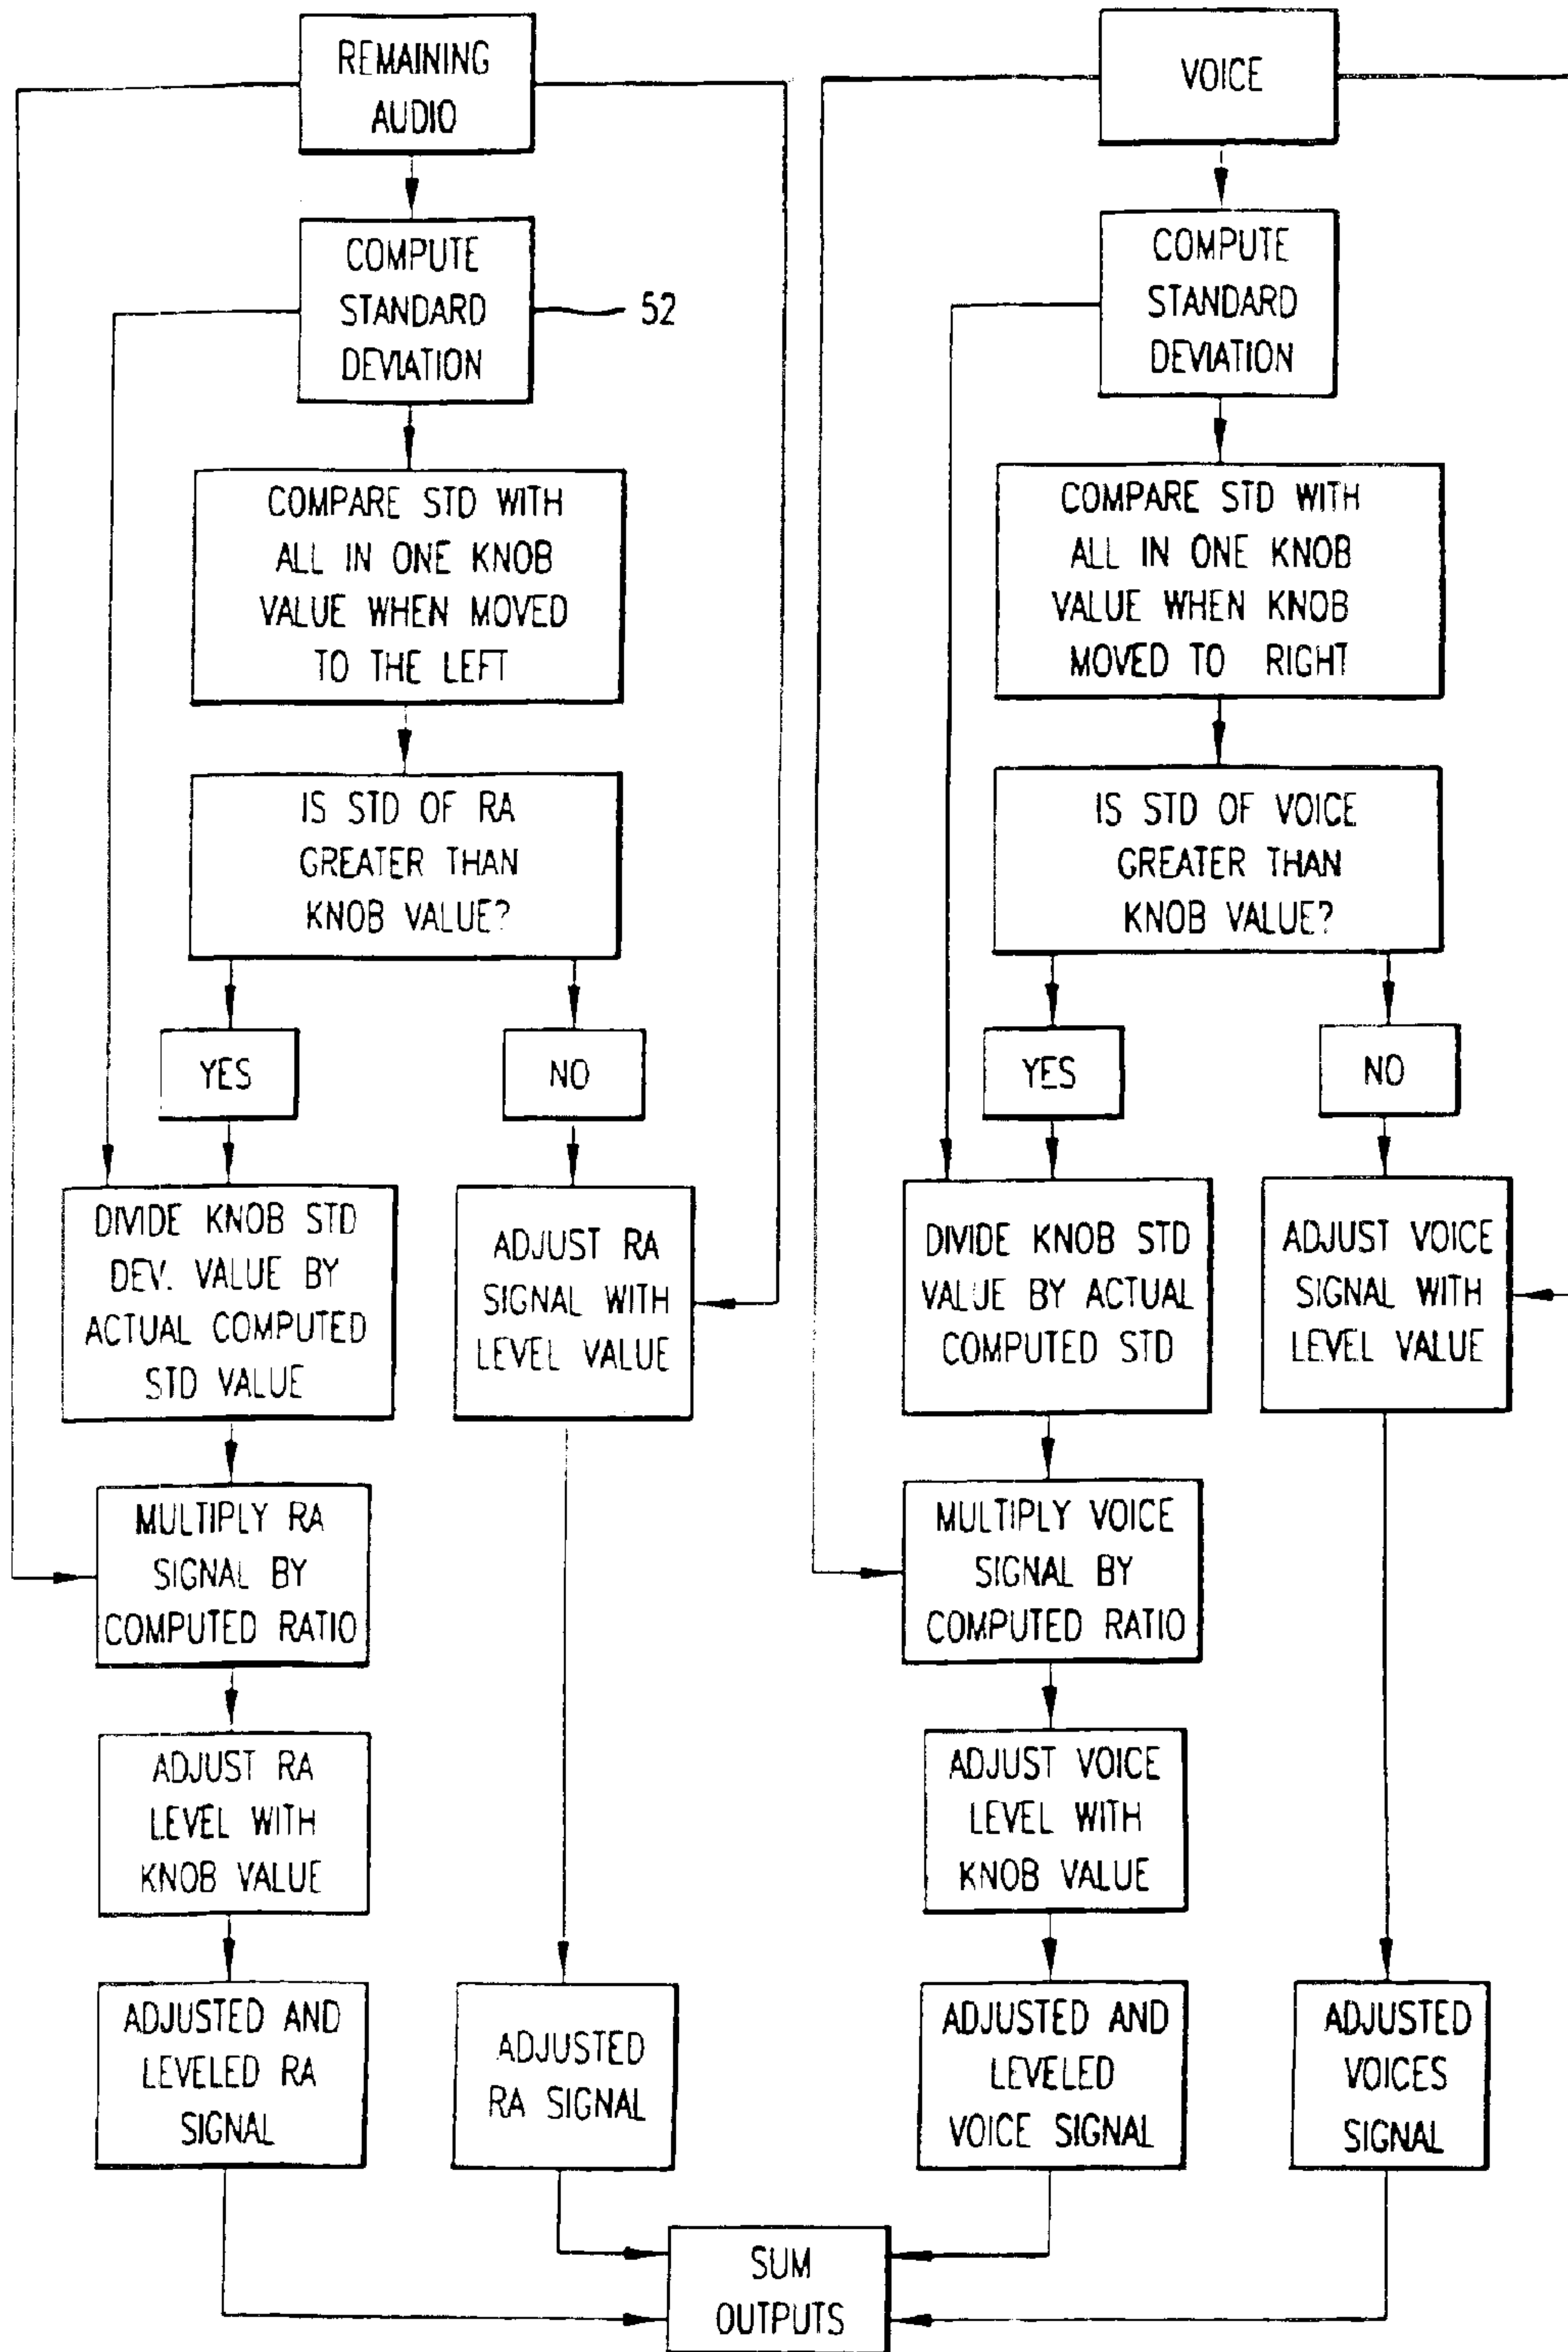 REMAINING
AUDIO
COMPUTE
STANDARD
DEVIATION
52
COMPARE STD WITH
ALL IN ONE KNOB
VALUE WHEN MOVED
TO THE LEFT
IS STD OF RA
GREATER THAN
KNOB VALUE?
YES
NO
DIVIDE KNOB STD
DEV. VALUE BY
ACTUAL COMPUTED
STD VALUE
ADJUST RA
SIGNAL WITH
LEVEL VALUE
MULTIPLY RA
SIGNAL BY
COMPUTED RATIO
ADJUST RA
LEVEL WITH
KNOB VALUE
ADJUSTED AND
LEVELED RA
SIGNAL
ADJUSTED
RA SIGNAL
VOICE
COMPUTE
STANDARD
DEVIATION
COMPARE STD WITH
ALL IN ONE KNOB
VALUE WHEN KNOB
MOVED TO RIGHT
IS STD OF VOICE
GREATER THAN
KNOB VALUE?
YES
NO
DIVIDE KNOB STD
VALUE BY ACTUAL
COMPUTED STD
ADJUST VOICE
SIGNAL WITH
LEVEL VALUE
MULTIPLY VOICE
SIGNAL BY
COMPUTED RATIO
ADJUST VOICE
LEVEL WITH
KNOB VALUE
ADJUSTED AND
LEVELED
VOICE SIGNAL
ADJUSTED
VOICES
SIGNAL
SUM
OUTPUTS